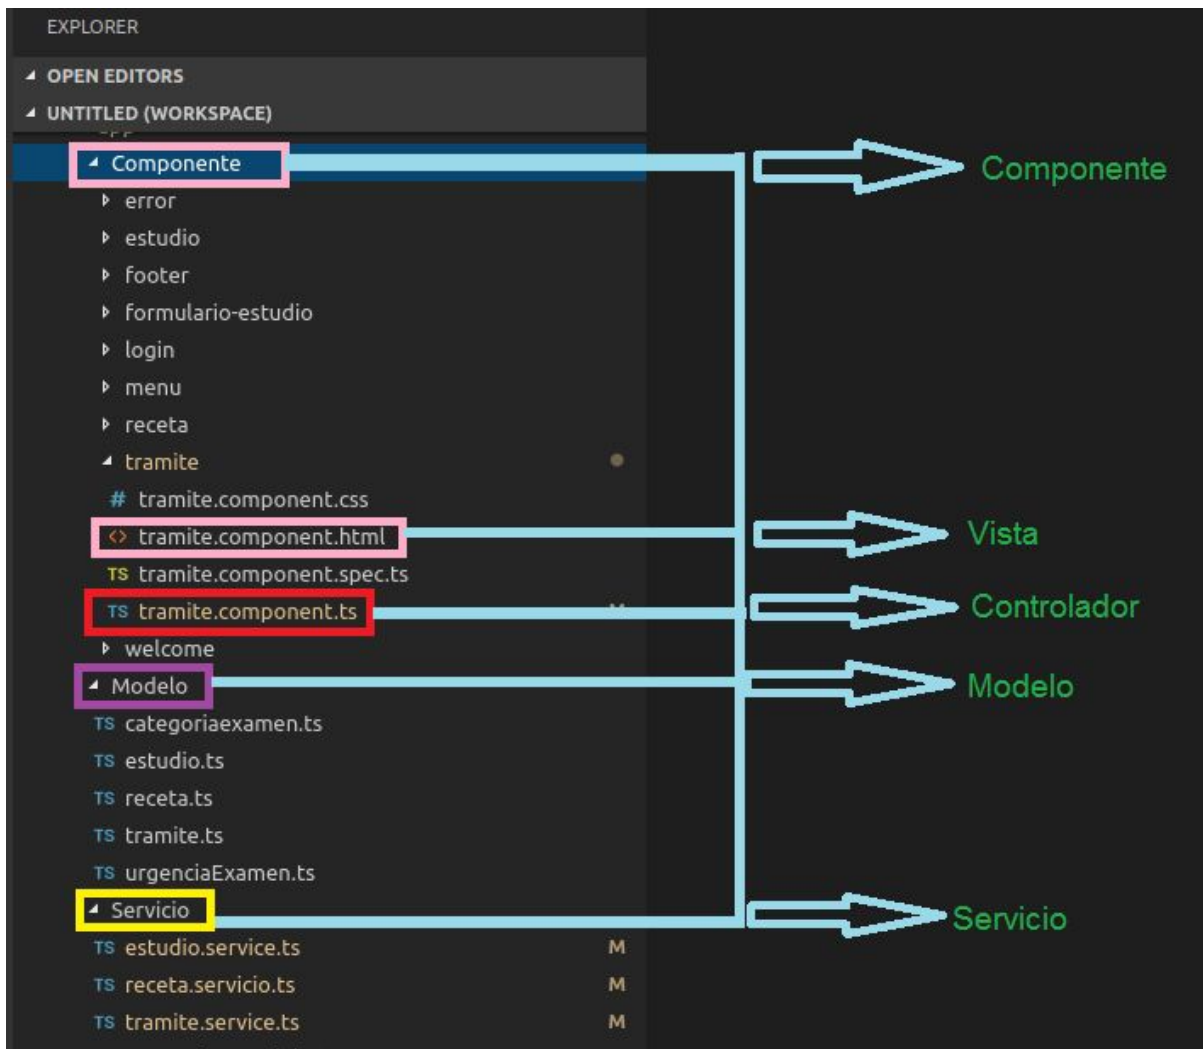 EXPLORER
OPEN EDITORS
UNTITLED (WORKSPACE)
app
Componente
Componente
error
estudio
footer
formulario-estudio
login
menu
receta
tramite
# tramite.component.css
<> tramite.component.html
Vista
TS tramite.component.spec.ts
TS tramite.component.ts M
Controlador
welcome
Modelo
Modelo
TS categoriaexamen.ts
TS estudio.ts
TS receta.ts
TS tramite.ts
TS urgenciaExamen.ts
Servicio
Servicio
TS estudio.service.ts M
TS receta.servicio.ts M
TS tramite.service.ts M